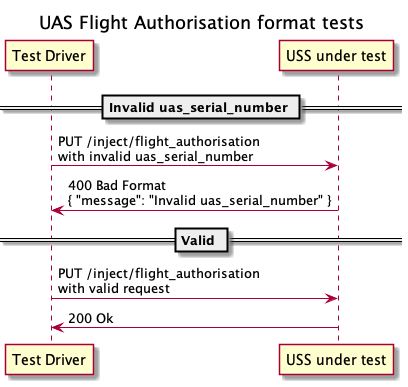 UAS Flight Authorisation format tests
Test Driver
USS under test
Invalid uas_serial_number
PUT /inject/flight_authorisation
with invalid uas_serial_number
400 Bad Format
{ "message": "Invalid uas_serial_number" }
Valid
PUT /inject/flight_authorisation
with valid request
200 Ok
Test Driver
USS under test